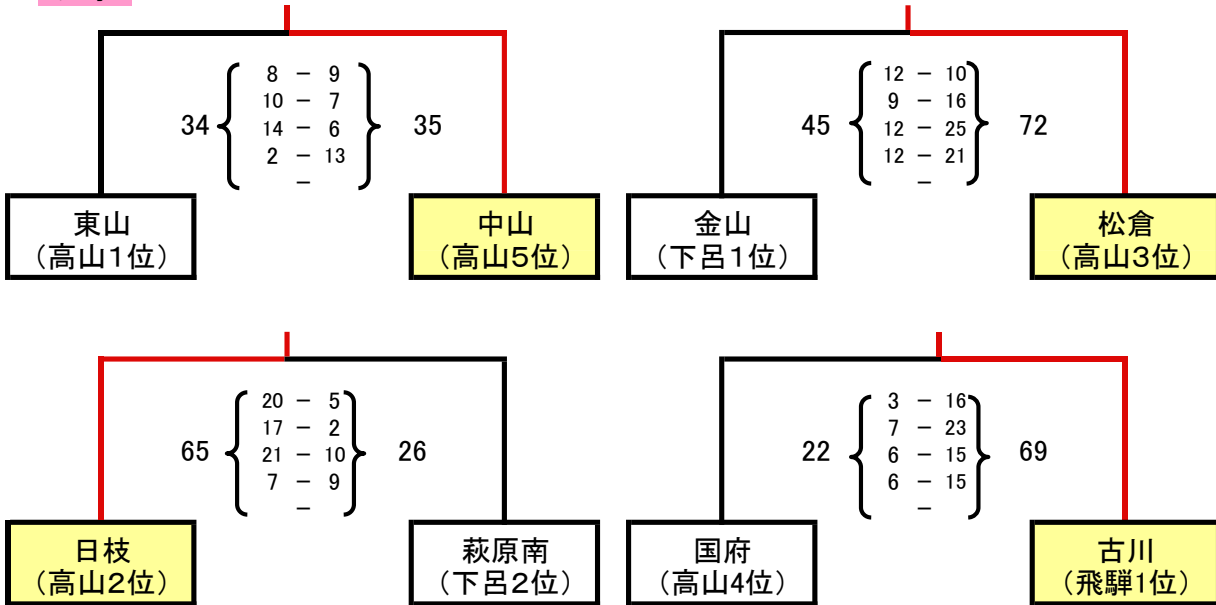 8 － 9
10 － 7
34 14 － 6 35
2 － 13
－
東山
（高山1位）
中山
（高山5位）
12 － 10
9 － 16
45 12 － 25 72
12 － 21
－
金山
（下呂1位）
松倉
（高山3位）
20 － 5
17 － 2
65 21 － 10 26
7 － 9
－
日枝
（高山2位）
萩原南
（下呂2位）
3 － 16
7 － 23
22 6 － 15 69
6 － 15
－
国府
（高山4位）
古川
（飛騨1位）